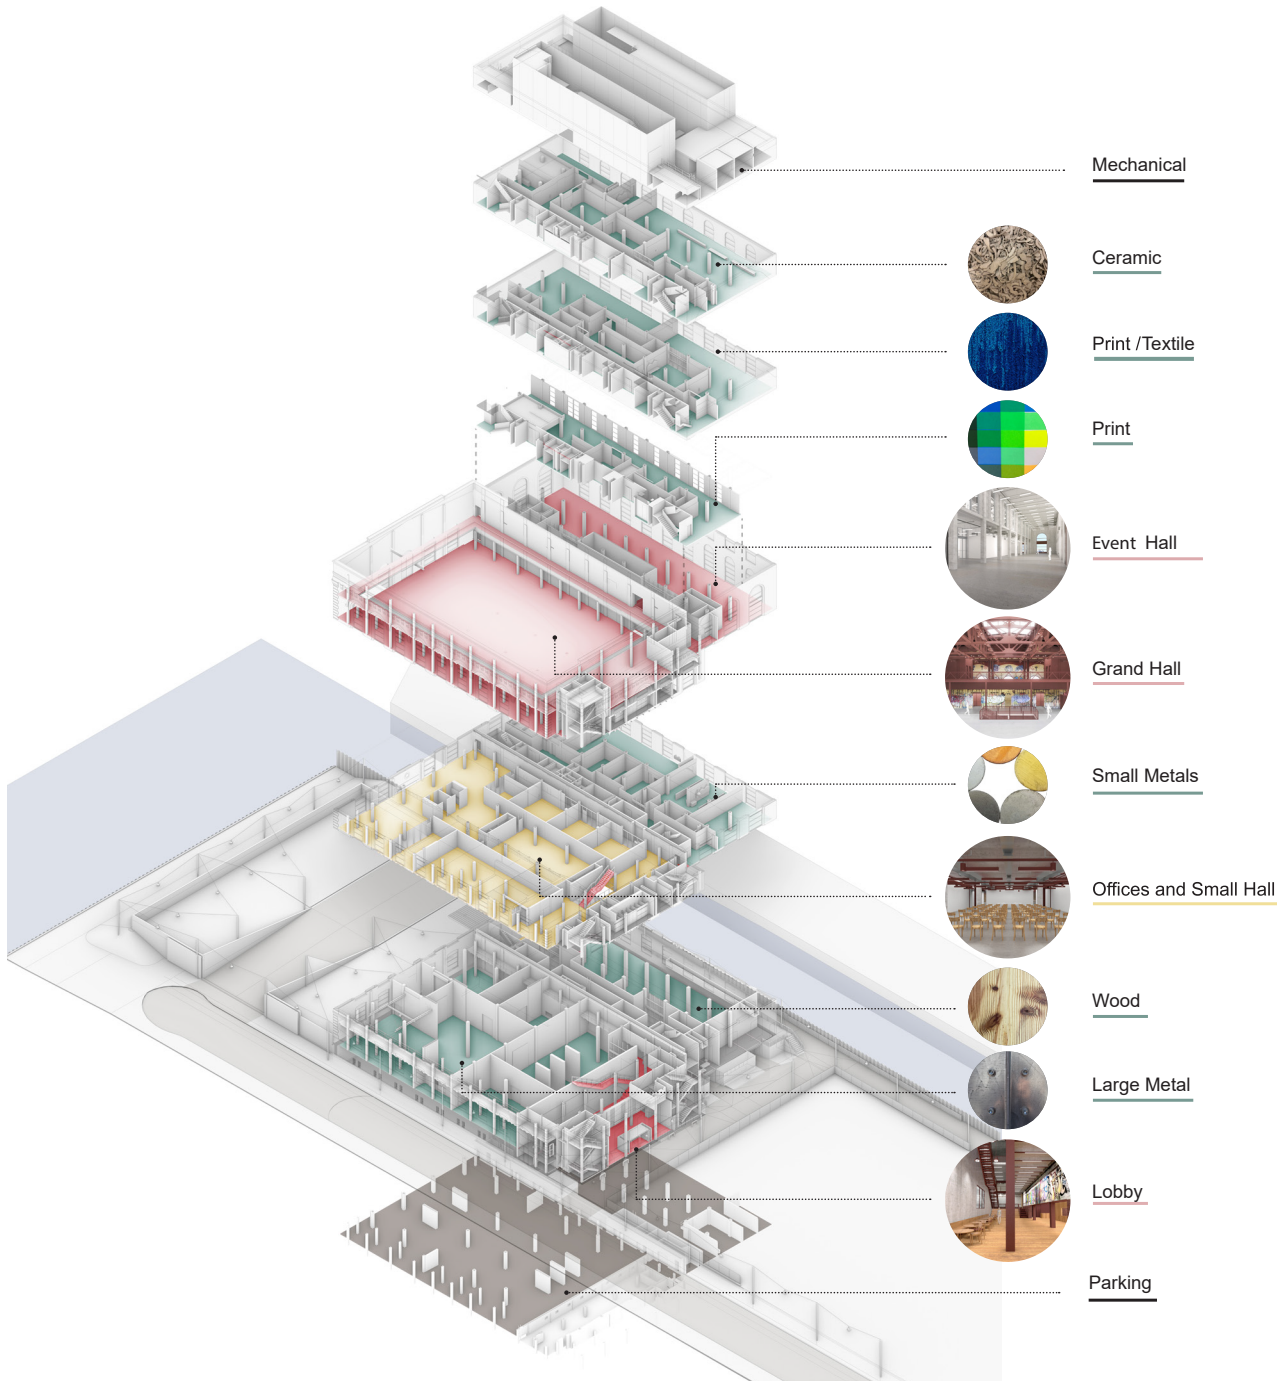 Mechanical
Ceramic
Print /Textile
Print
Event Hall
Grand Hall
Small Metals
Offices and Small Hall
Wood
Large Metal
Lobby
Parking